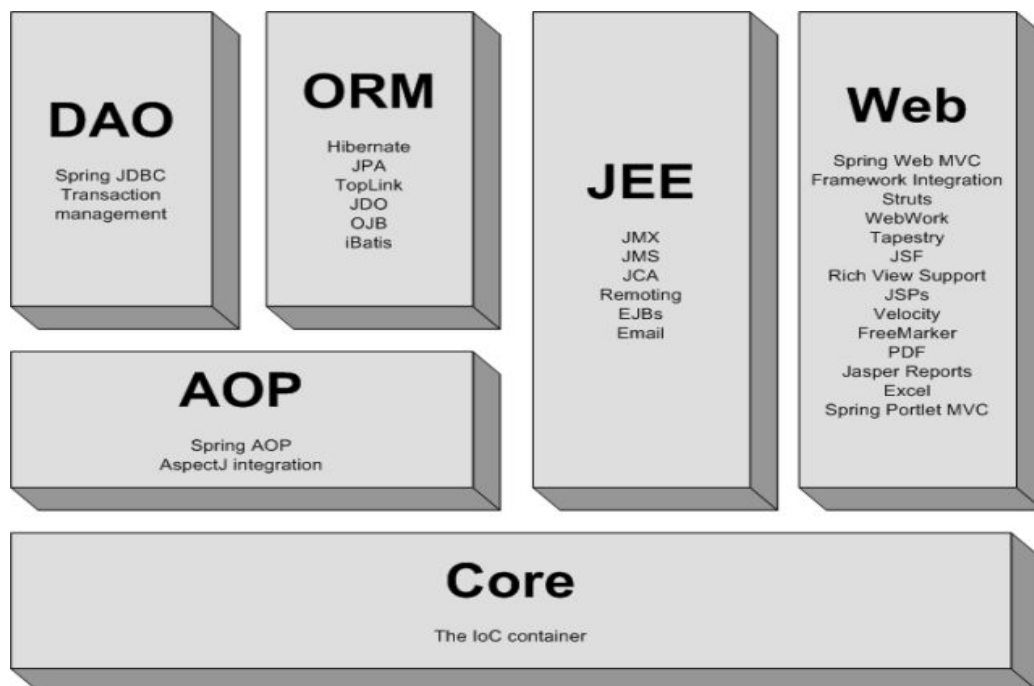 DAO
Spring JDBC
Transaction
management
ORM
Hibernate
JPA
TopLink
JDO
OJB
iBatis
JEE
JMX
JMS
JCA
Remoting
EJBs
Email
Web
Spring Web MVC
Framework Integration
Struts
WebWork
Tapestry
JSF
Rich View Support
JSPs
Velocity
FreeMarker
PDF
Jasper Reports
Excel
Spring Portlet MVC
AOP
Spring AOP
AspectJ integration
Core
The IoC container